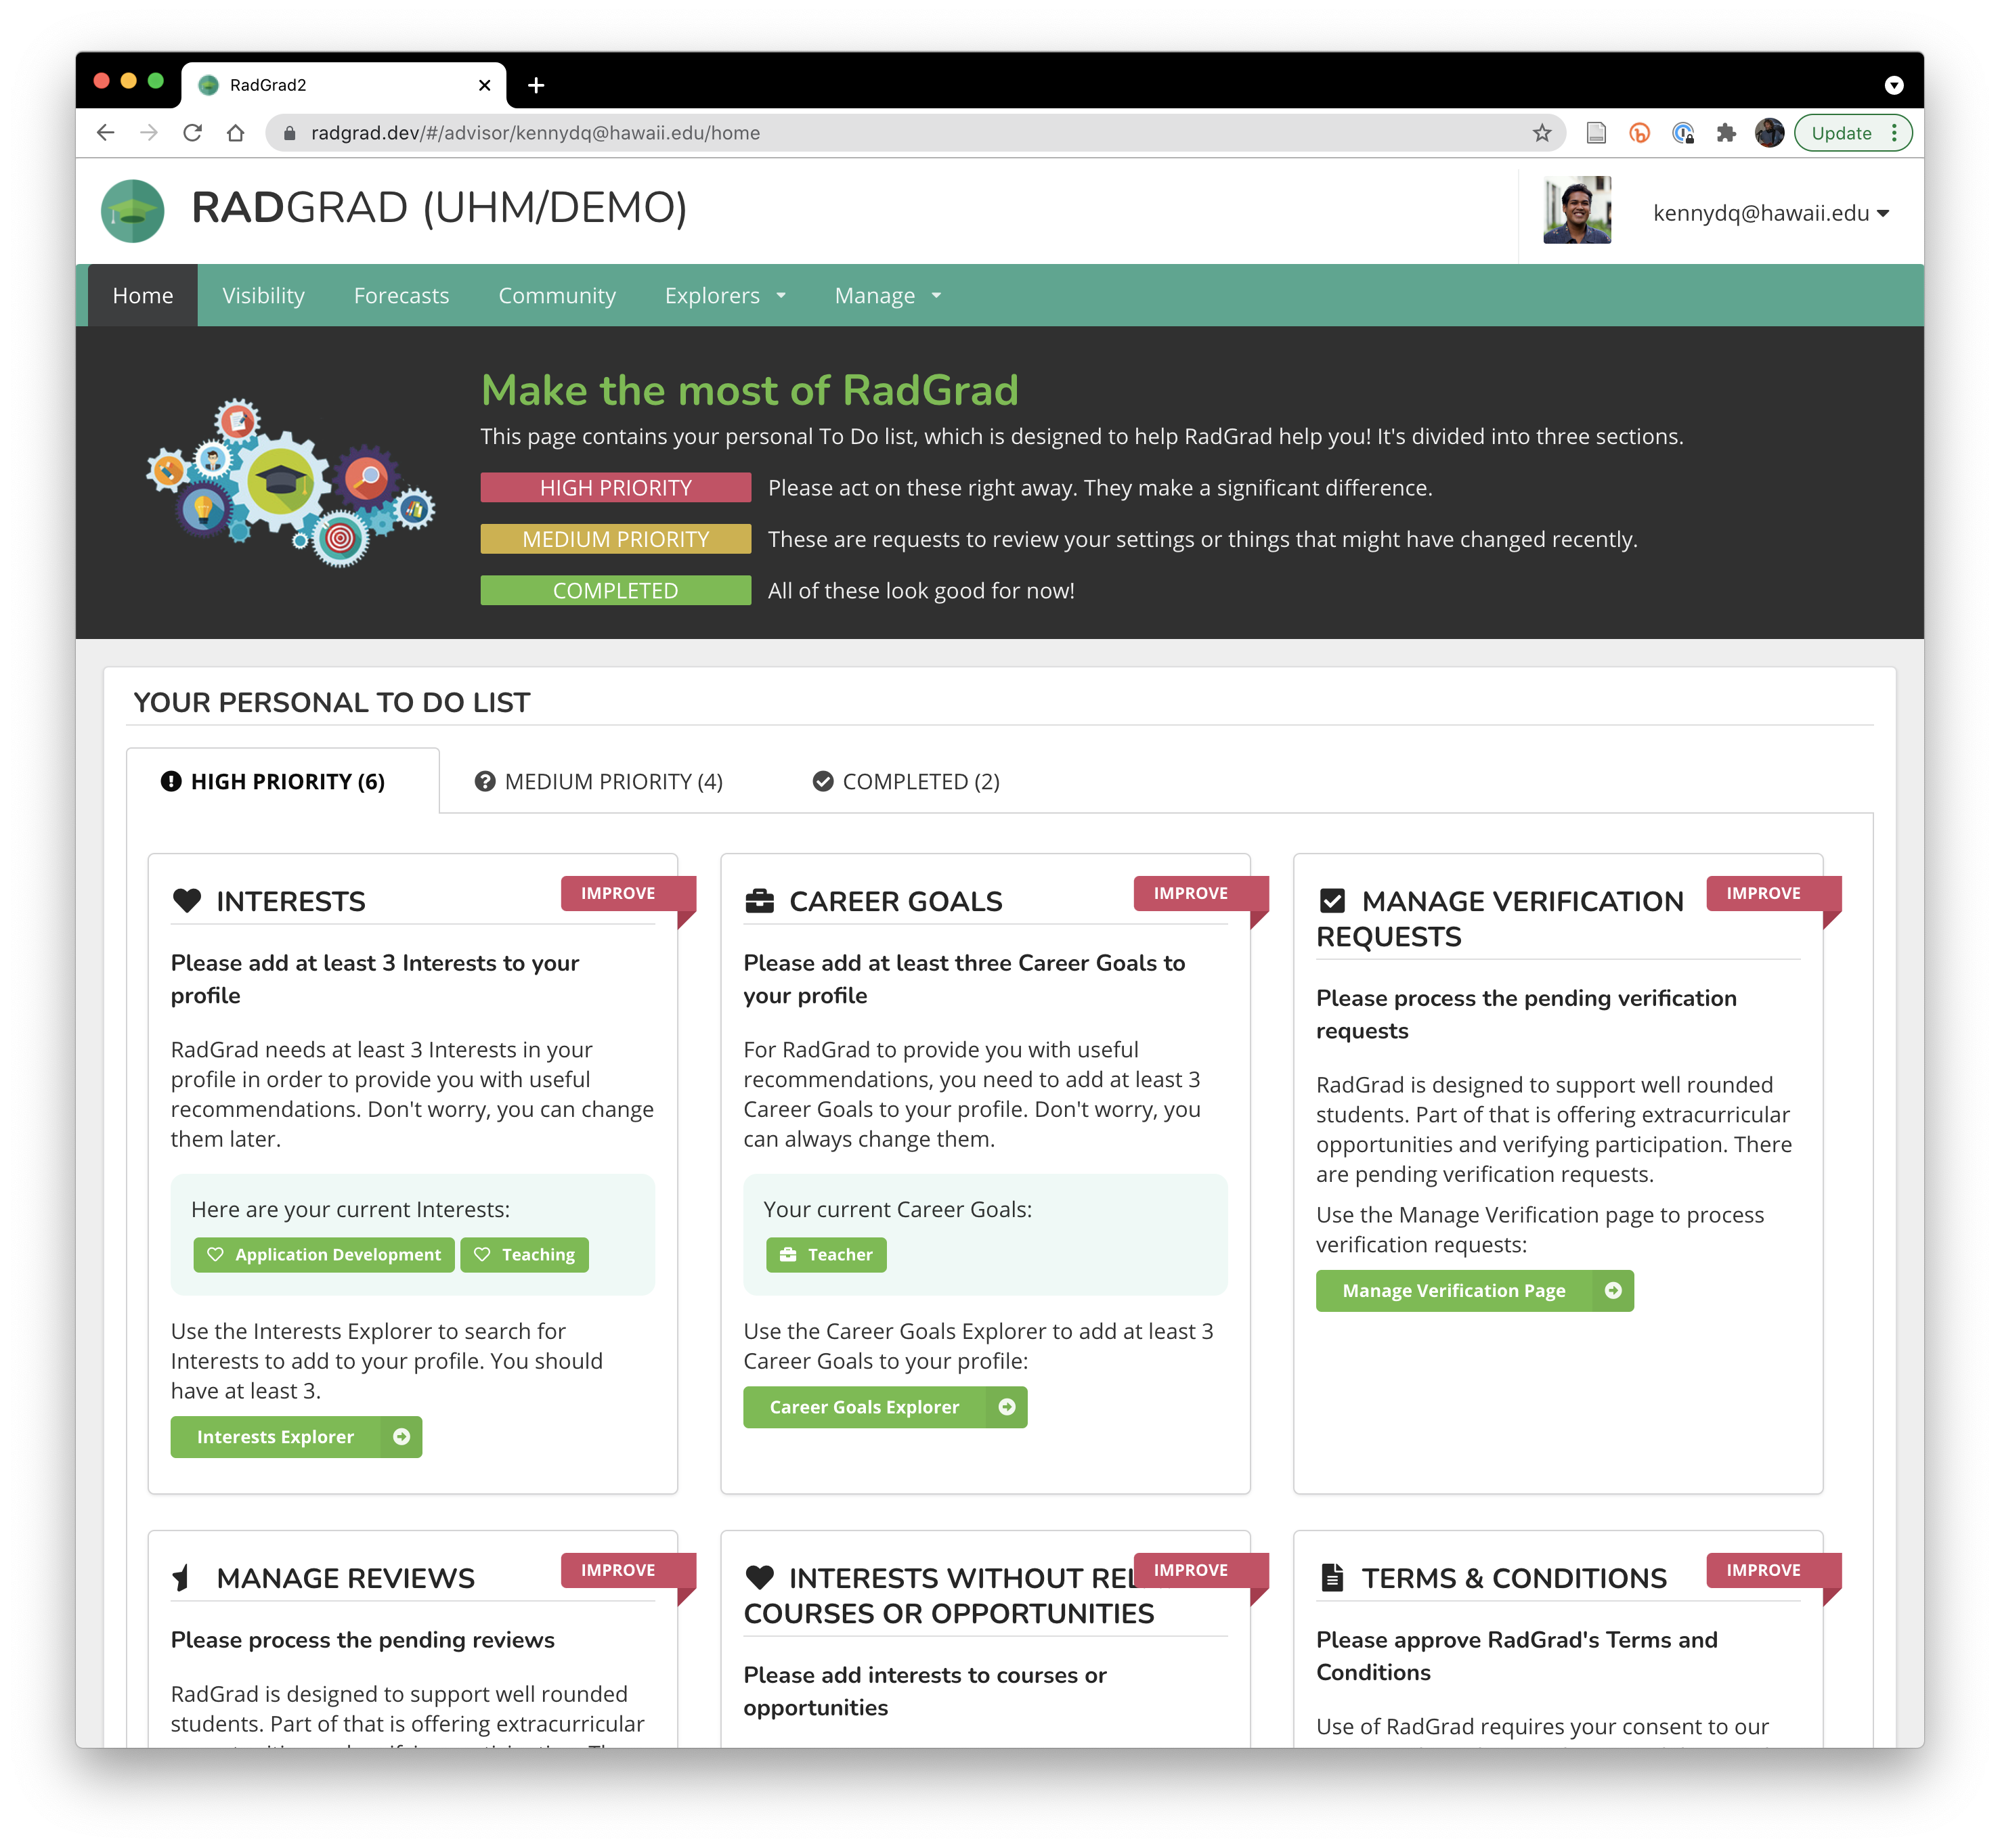 RadGrad2
radgrad.dev/#/advisor/kennydq@hawaii.edu/home
Update
RADGRAD (UHM/DEMO)
kennydq@hawaii.edu
Home Visibility Forecasts Community Explorers Manage
Make the most of RadGrad
This page contains your personal To Do list, which is designed to help RadGrad help you! It's divided into three sections.
HIGH PRIORITY Please act on these right away. They make a significant difference.
MEDIUM PRIORITY These are requests to review your settings or things that might have changed recently.
COMPLETED All of these look good for now!
YOUR PERSONAL TO DO LIST
HIGH PRIORITY (6) MEDIUM PRIORITY (4) COMPLETED (2)
INTERESTS
IMPROVE
Please add at least 3 Interests to your
profile
RadGrad needs at least 3 Interests in your
profile in order to provide you with useful
recommendations. Don't worry, you can change
them later.
Here are your current Interests:
Application Development Teaching
Use the Interests Explorer to search for
Interests to add to your profile. You should
have at least 3.
Interests Explorer
CAREER GOALS
IMPROVE
Please add at least three Career Goals to
your profile
For RadGrad to provide you with useful
recommendations, you need to add at least 3
Career Goals to your profile. Don't worry, you
can always change them.
Your current Career Goals:
Teacher
Use the Career Goals Explorer to add at least 3
Career Goals to your profile:
Career Goals Explorer
MANAGE VERIFICATION
REQUESTS
IMPROVE
Please process the pending verification
requests
RadGrad is designed to support well rounded
students. Part of that is offering extracurricular
opportunities and verifying participation. There
are pending verification requests.
Use the Manage Verification page to process
verification requests:
Manage Verification Page
MANAGE REVIEWS
IMPROVE
Please process the pending reviews
RadGrad is designed to support well rounded
students. Part of that is offering extracurricular
INTERESTS WITHOUT
COURSES OR OPPORTUNITIES
IMPROVE
Please add interests to courses or
opportunities
TERMS & CONDITIONS
IMPROVE
Please approve RadGrad's Terms and
Conditions
Use of RadGrad requires your consent to our